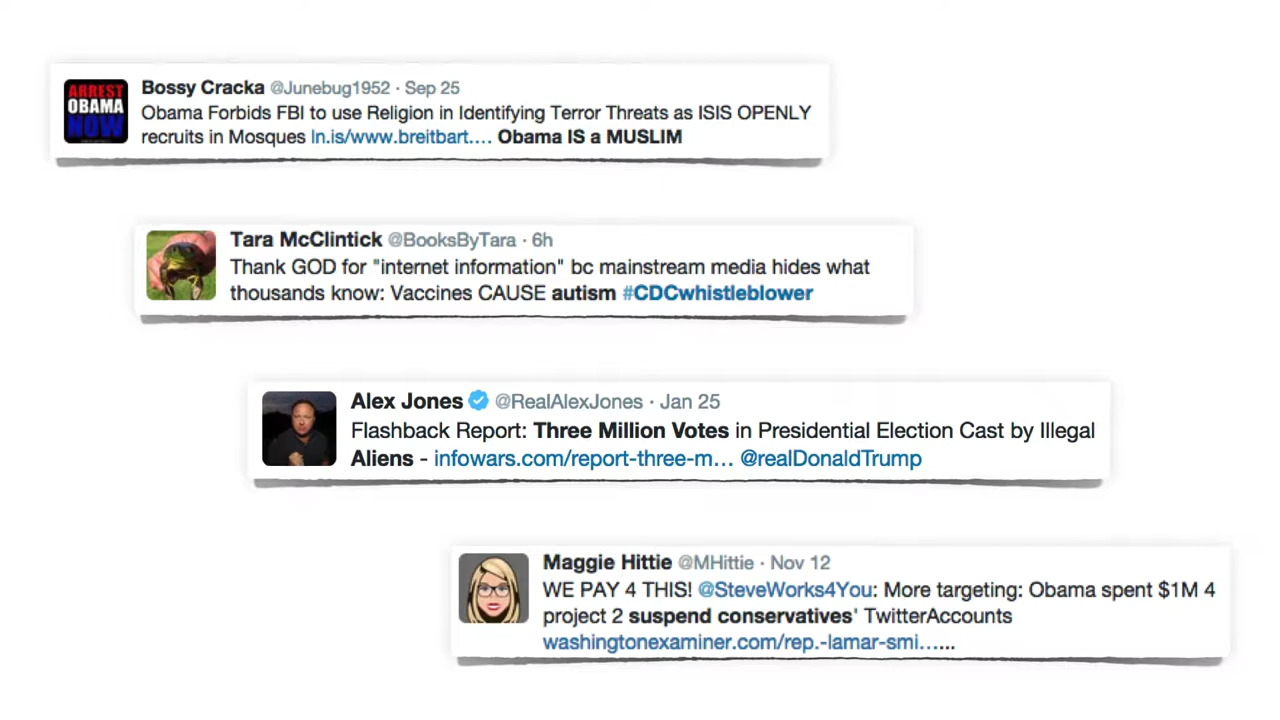 ARREST
OBAMA
NOW
Bossy Cracka @Junebug1952 · Sep 25
Obama Forbids FBI to use Religion in Identifying Terror Threats as ISIS OPENLY
recruits in Mosques ln.is/www.breitbart.… Obama IS a MUSLIM
Tara McClintick @BooksByTara · 6h
Thank GOD for "internet information" bc mainstream media hides what
thousands know: Vaccines CAUSE autism #CDCwhistleblower
Alex Jones @RealAlexJones · Jan 25
Flashback Report: Three Million Votes in Presidential Election Cast by Illegal
Aliens - infowars.com/report-three-m… @realDonaldTrump
Maggie Hittie @MHittie · Nov 12
WE PAY 4 THIS! @SteveWorks4You: More targeting: Obama spent $1M 4
project 2 suspend conservatives' TwitterAccounts
washingtonexaminer.com/rep.-lamar-smi…...